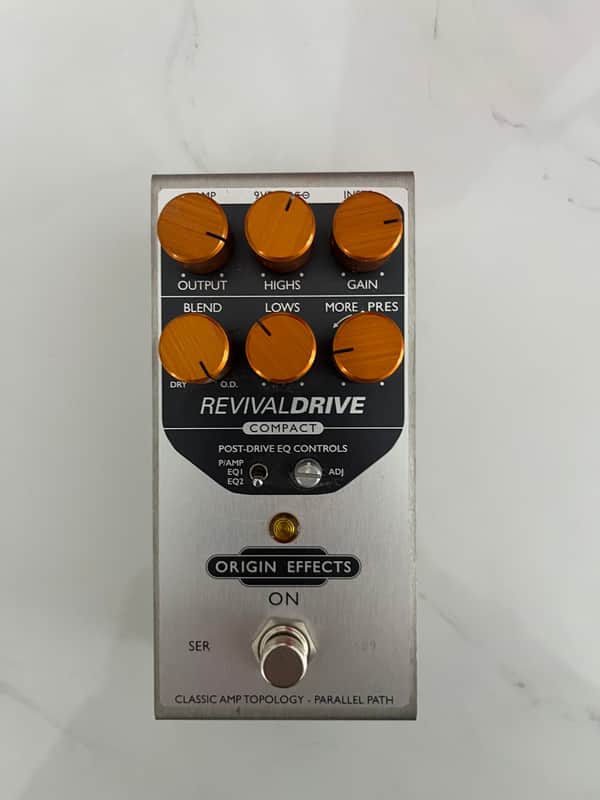 OUTPUT HIGHS GAIN
BLEND LOWS MORE PRES
DRY O.D.
REVIVALDRIVE
COMPACT
POST-DRIVE EQ CONTROLS
P/AMP
EQ1 ADJ
EQ2
ORIGIN EFFECTS
ON
SER
CLASSIC AMP TOPOLOGY - PARALLEL PATH